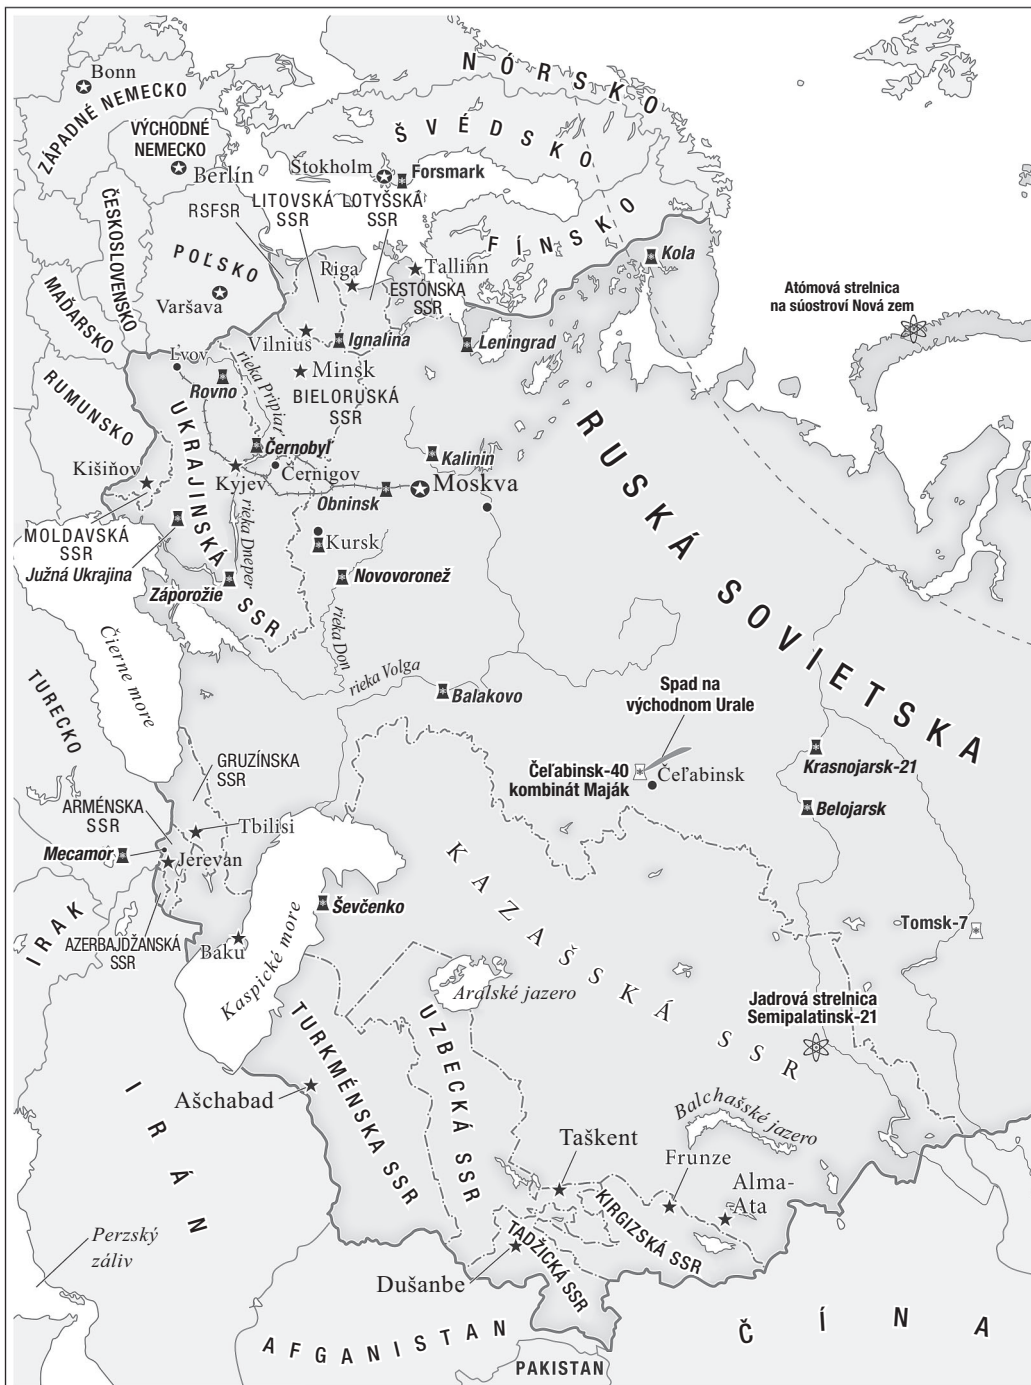 NÓRSKO
Bonn
ZÁPADNÉ NEMECKO
ŠVÉDSKO
VÝCHODNÉ
NEMECKO
Berlín
Štokholm
Forsmark
RSFSR
LITOVSKÁ
SSR
LOTYŠSKÁ
SSR
ČESKOSLOVENSKO
POĽSKO
FÍNSKO
Kola
Riga
Tallinn
ESTÓNSKA
SSR
Varšava
Atómová strelnica
na súostroví Nová zem
MAĎARSKO
Vilnius
Ignalina
Leningrad
Ľvov
Rovno
rieka Pripiať
Minsk
BIELORUSKÁ
SSR
RUMUNSKO
UKRAJINSKÁ SSR
RUSKÁ SOVIETSKA
Černobyľ
Kalinin
Kišiňov
Kyjev
Černigov
Moskva
Obninsk
MOLDAVSKÁ
SSR
Južná Ukrajina
rieka Dneper
Kursk
Záporožie
Novovoronež
Čierne more
rieka Don
rieka Volga
Balakovo
Spad na
východnom Urale
TURECKO
GRUZÍNSKA
SSR
Čeľabinsk-40
kombinát Maják
Čeľabinsk
Krasnojarsk-21
Belojarsk
ARMÉNSKA
SSR
Tbilisi
Mecamor
Jerevan
KAZAŠSKÁ SSR
Ševčenko
IRAK
AZERBAJDŽANSKÁ
SSR
Baku
Kaspické more
Tomsk-7
Aralské jazero
Jadrová strelnica
Semipalatinsk-21
TURKMÉNSKA SSR
UZBECKÁ SSR
IRÁN
Ašchabad
Balchašské jazero
Taškent
Frunze
Alma-
Ata
KIRGIZSKÁ SSR
TADŽICKÁ SSR
Perzský
záliv
Dušanbe
AFGANISTAN
ČÍNA
PAKISTAN